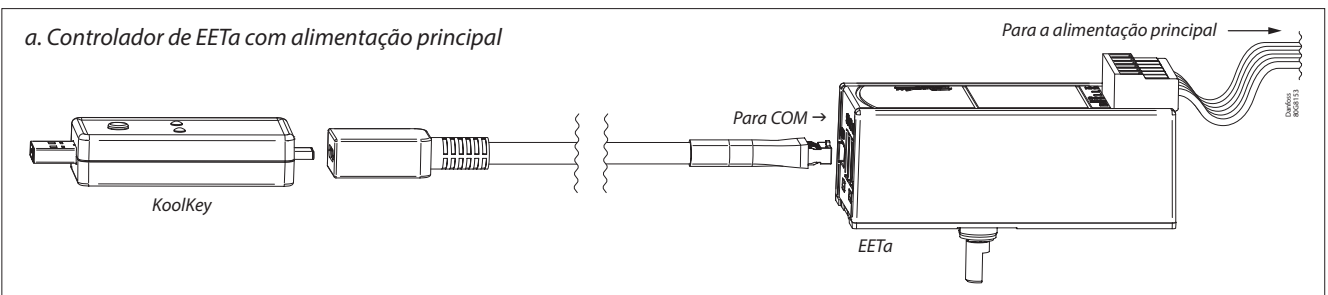 a. Controlador de EETa com alimentação principal
Para a alimentação principal
Danfoss
80G8153
Para COM →
KoolKey
EETa